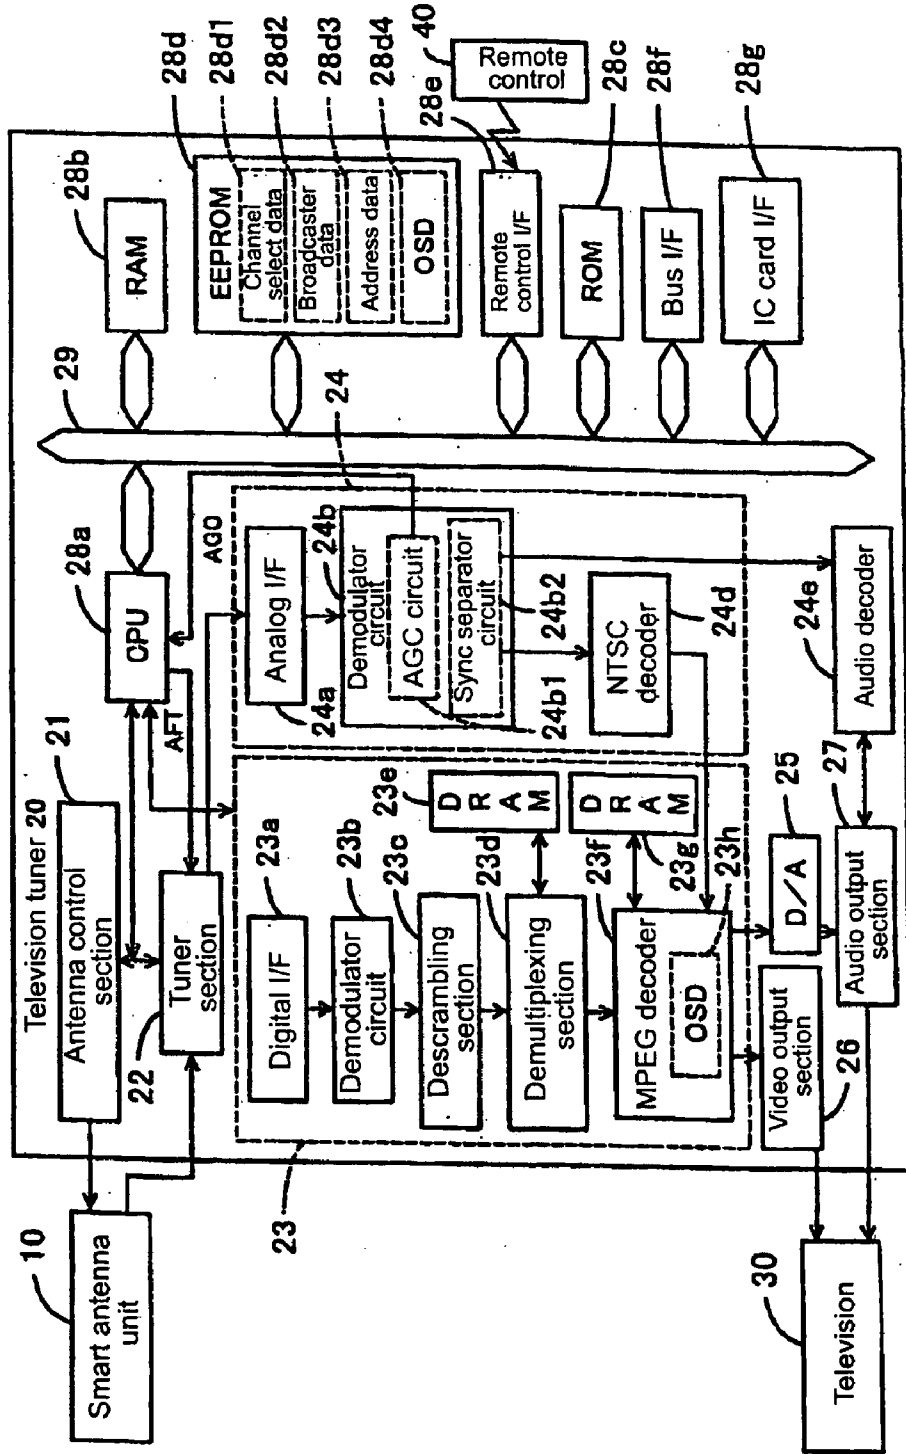 10
Smart antenna
unit
Television tuner 20
Antenna control
section
21
22
Tuner
section
AFT
CPU
28a
AGO
29
RAM
28b
EEPROM
Channel
select data
Broadcaster
data
Address data
OSD
28d
28d1
28d2
28d3
28d4
Remote
control I/F
28e
Remote
control
40
ROM
28c
Bus I/F
28f
IC card I/F
28g
23
Digital I/F
23a
Demodulator
circuit
23b
Descrambling
section
23c
Demultiplexing
section
23d
D R A M
23e
MPEG decoder
23f
OSD
23h
D R A M
23g
24
Analog I/F
24a
Demodulator
circuit
24b
AGC circuit
24b1
Sync separator
circuit
24b2
NTSC
decoder
24d
Audio decoder
24e
D/A
25
Video output
section
26
Audio output
section
27
30
Television